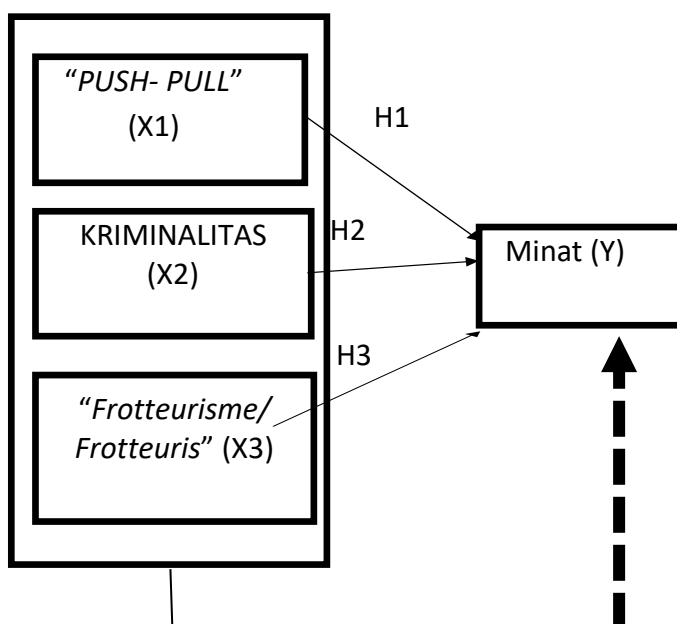 “PUSH- PULL”
(X1)
H1
KRIMINALITAS
(X2)
H2
Minat (Y)
H3
“Frotteurisme/
Frotteuris” (X3)